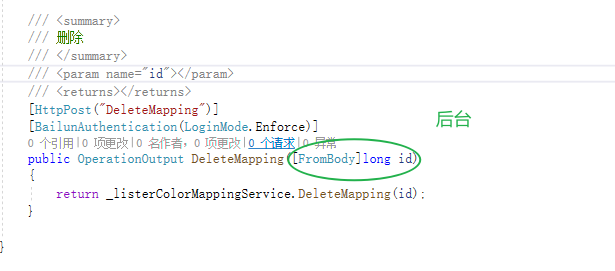 /// <summary>
/// 删除
/// </summary>
/// <param name="id"></param>
/// <returns></returns>
[HttpPost("DeleteMapping")]
[BailunAuthentication(LoginMode.Enforce)]
后台
0 个引用|0 项更改|0 名作者，0 项更改|0 个请求|0 异常
public OperationOutput DeleteMapping([FromBody]long id)
{
return _listerColorMappingService.DeleteMapping(id);
}
}